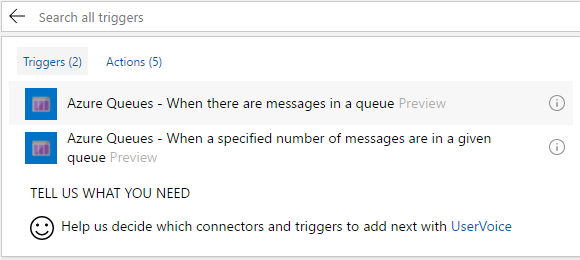 Search all triggers
Triggers (2) Actions (5)
Azure Queues - When there are messages in a queue Preview
Azure Queues - When a specified number of messages are in a given
queue Preview
TELL US WHAT YOU NEED
Help us decide which connectors and triggers to add next with UserVoice